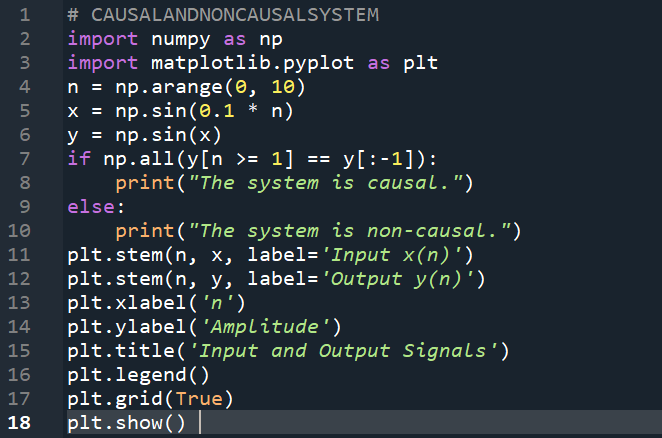 1 # CAUSALANDNONCAUSALSYSTEM
2 import numpy as np
3 import matplotlib.pyplot as plt
4 n = np.arange(0, 10)
5 x = np.sin(0.1 * n)
6 y = np.sin(x)
7 if np.all(y[n >= 1] == y[:-1]):
8     print("The system is causal.")
9 else:
10     print("The system is non-causal.")
11 plt.stem(n, x, label='Input x(n)')
12 plt.stem(n, y, label='Output y(n)')
13 plt.xlabel('n')
14 plt.ylabel('Amplitude')
15 plt.title('Input and Output Signals')
16 plt.legend()
17 plt.grid(True)
18 plt.show()